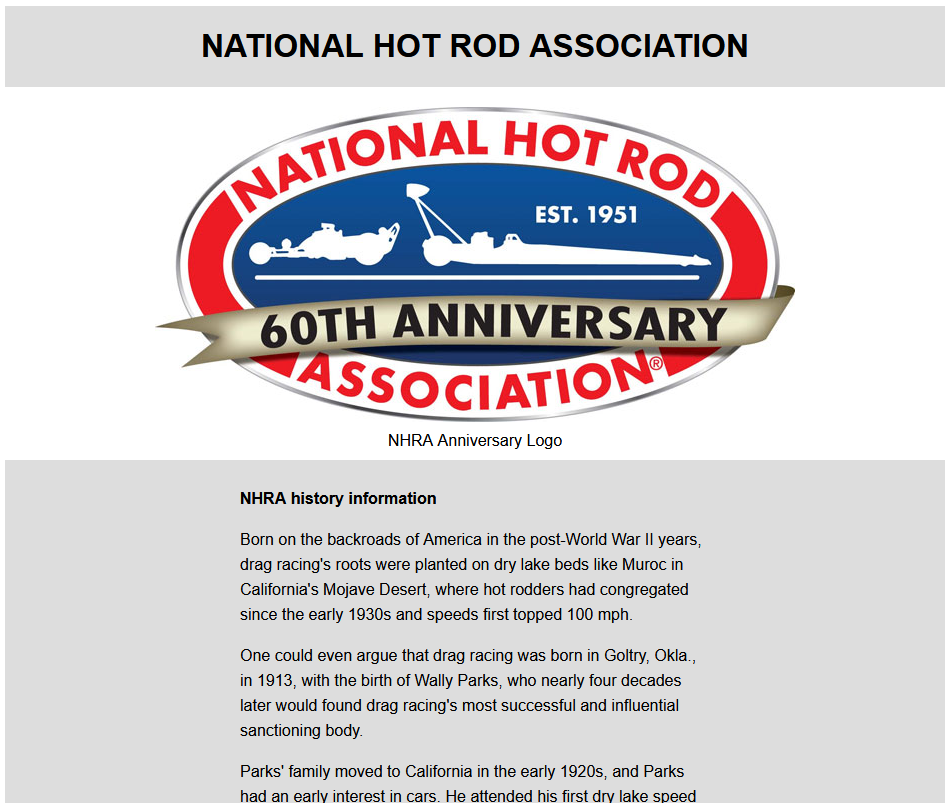 NATIONAL HOT ROD ASSOCIATION
NATIONAL HOT ROD
EST. 1951
60TH ANNIVERSARY
ASSOCIATION®
NHRA Anniversary Logo
NHRA history information
Born on the backroads of America in the post-World War II years,
drag racing's roots were planted on dry lake beds like Muroc in
California's Mojave Desert, where hot rodders had congregated
since the early 1930s and speeds first topped 100 mph.
One could even argue that drag racing was born in Goltry, Okla.,
in 1913, with the birth of Wally Parks, who nearly four decades
later would found drag racing's most successful and influential
sanctioning body.
Parks' family moved to California in the early 1920s, and Parks
had an early interest in cars. He attended his first dry lake speed